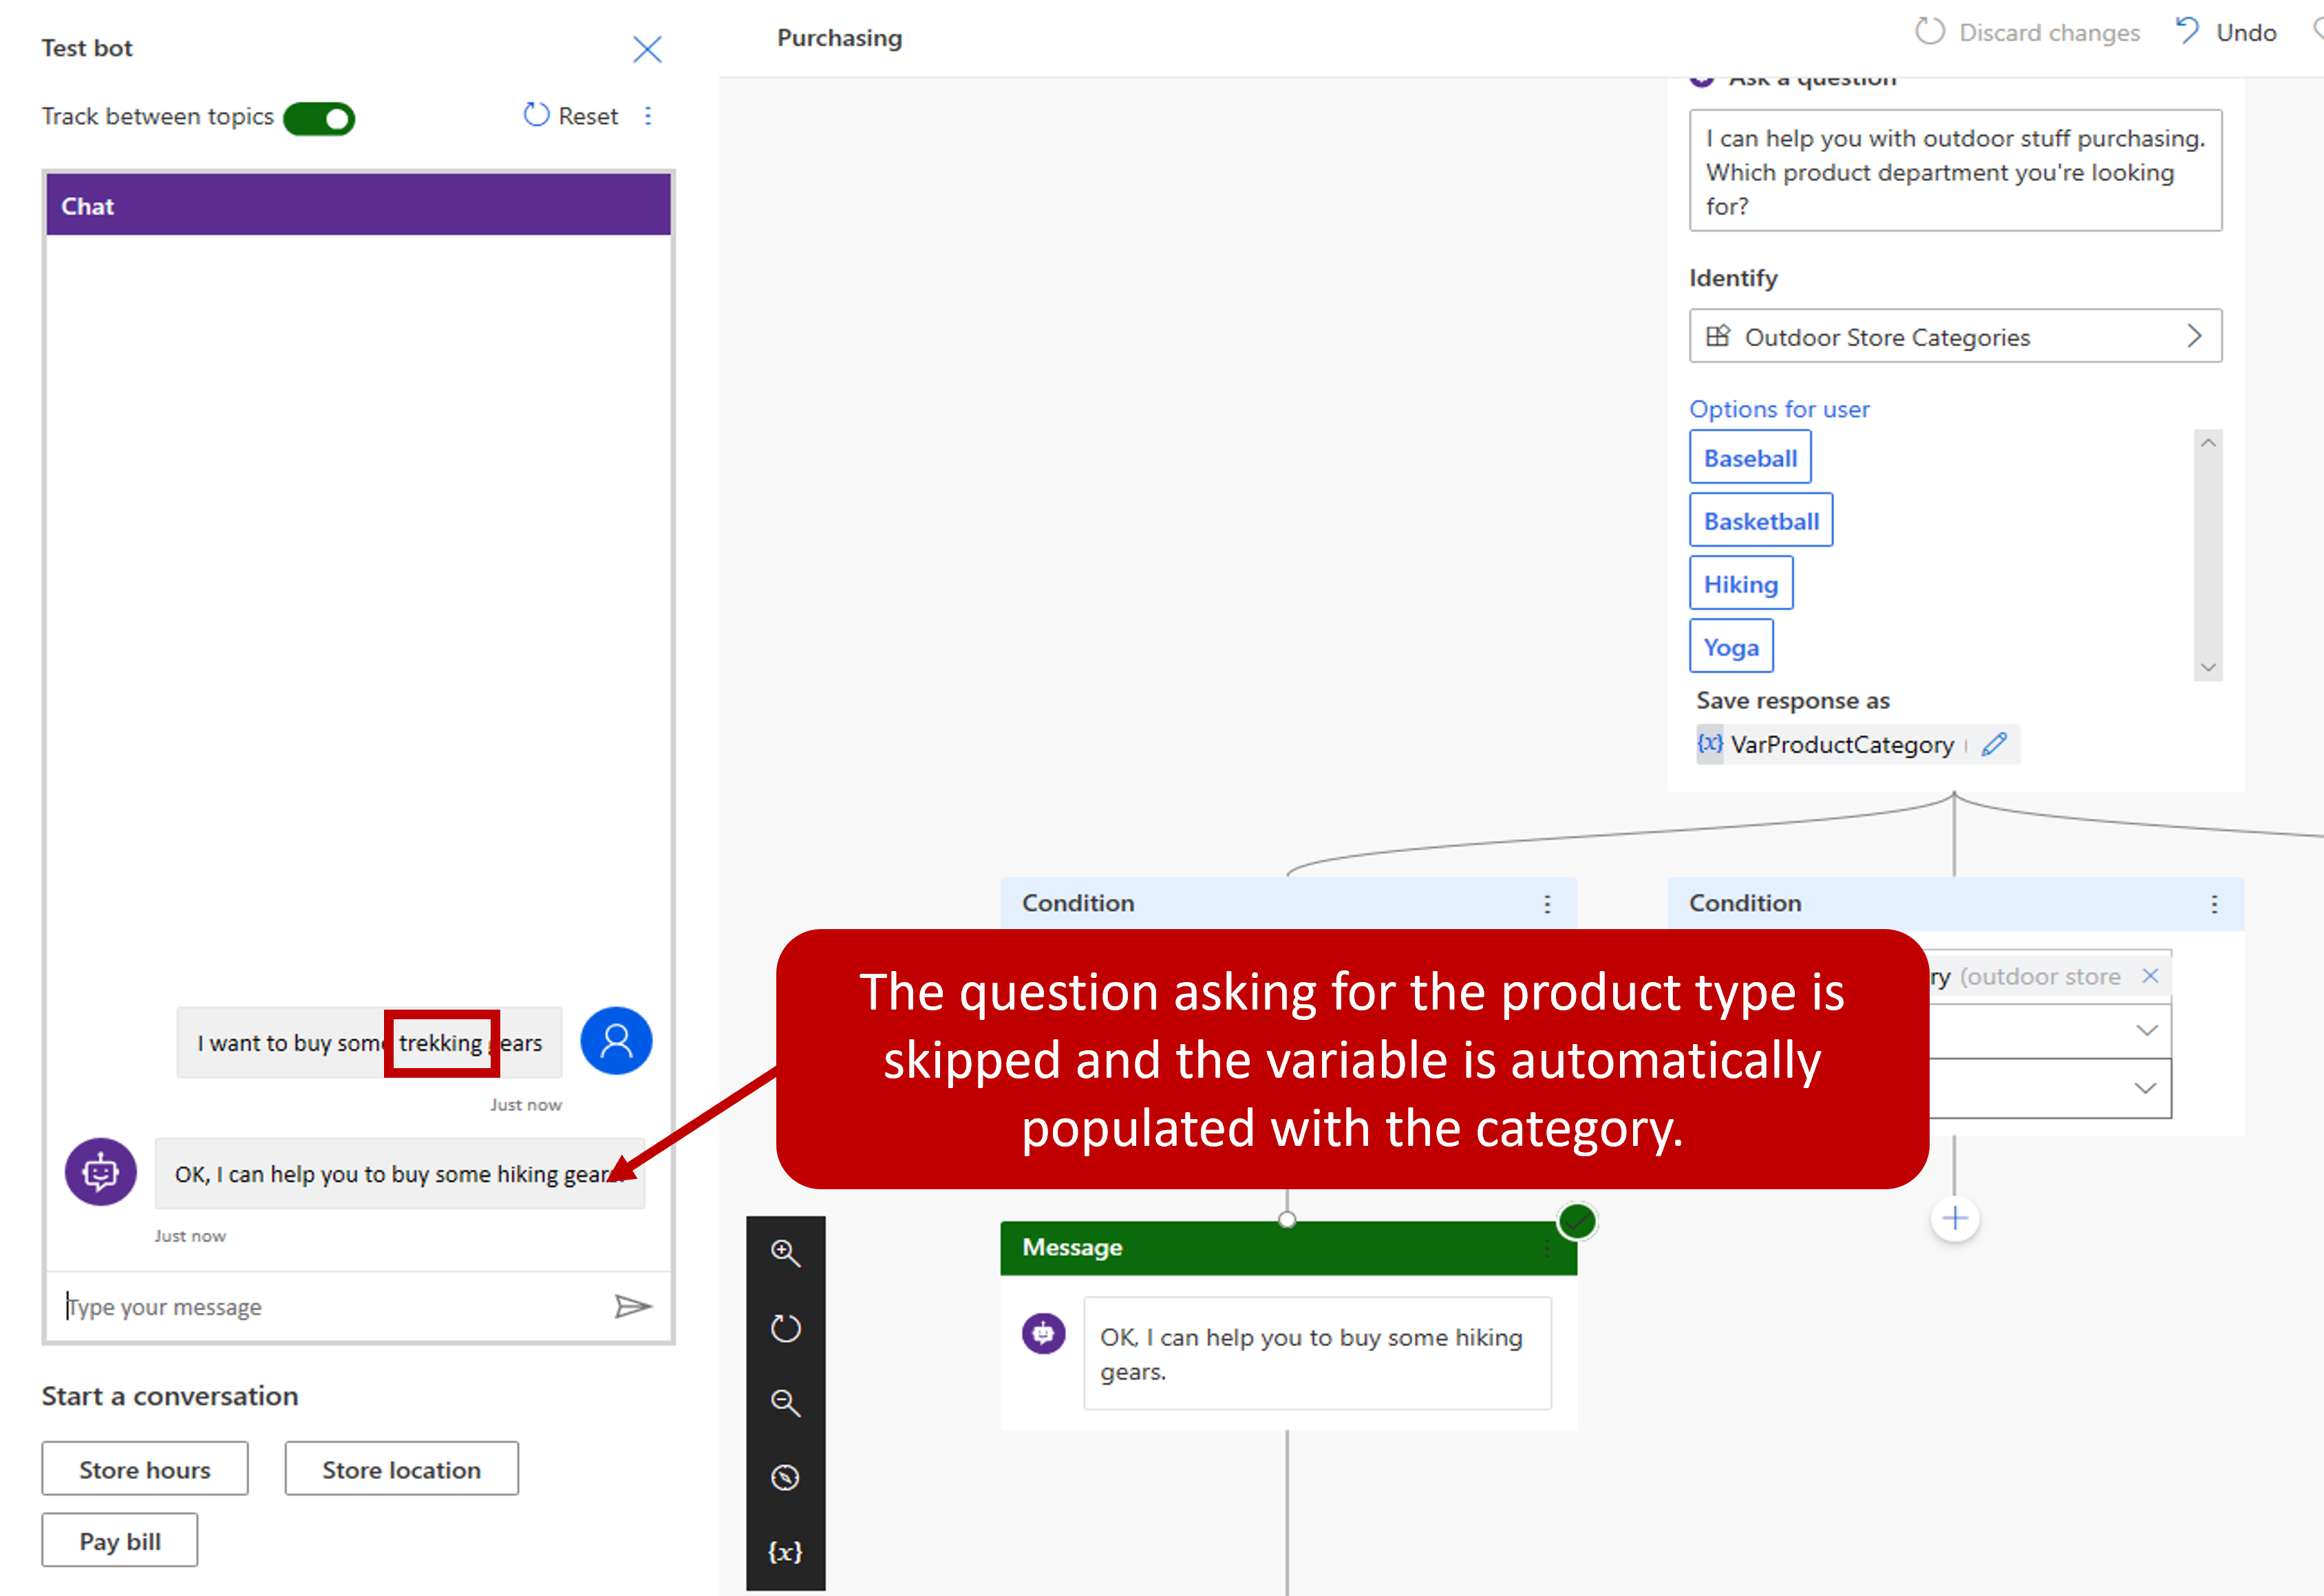 Test bot
Track between topics
Reset
Chat
I want to buy some trekking gears
Just now
OK, I can help you to buy some hiking gears
Just now
Type your message
Start a conversation
Store hours
Store location
Pay bill
Purchasing
Discard changes
Undo
Ask a question
I can help you with outdoor stuff purchasing.
Which product department you're looking
for?
Identify
Outdoor Store Categories
Options for user
Baseball
Basketball
Hiking
Yoga
Save response as
{x} VarProductCategory
Condition
Condition
ry (outdoor store
The question asking for the product type is
skipped and the variable is automatically
populated with the category.
Message
OK, I can help you to buy some hiking
gears.
{x}